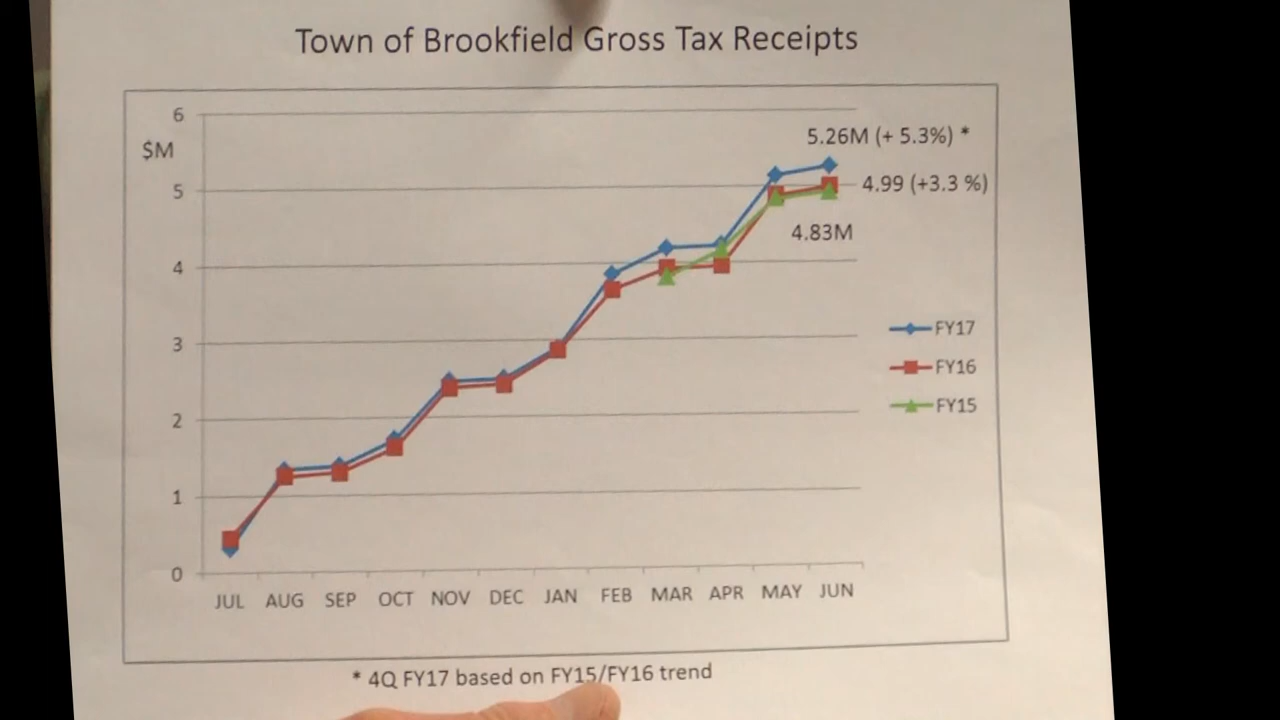 Town of Brookfield Gross Tax Receipts
6
$M
5.26M (+ 5.3%) *
5
4.99 (+3.3 %)
4.83M
4
3
FY17
FY16
FY15
2
1
0
JUL AUG SEP OCT NOV DEC JAN FEB MAR APR MAY JUN
* 4Q FY17 based on FY15/FY16 trend